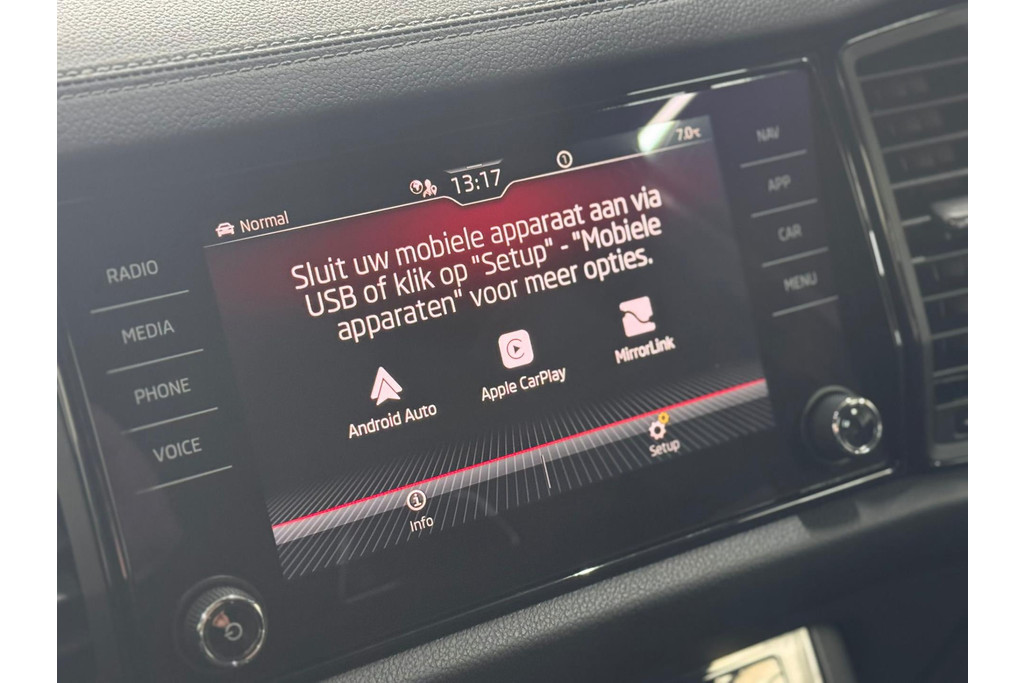 Normal
13:17
7.0°C
Sluit uw mobiele apparaat aan via
USB of klik op "Setup" - "Mobiele
apparaten" voor meer opties.
Android Auto
Apple CarPlay
MirrorLink
Info
Setup
RADIO
MEDIA
PHONE
VOICE
NAV
APP
CAR
MENU